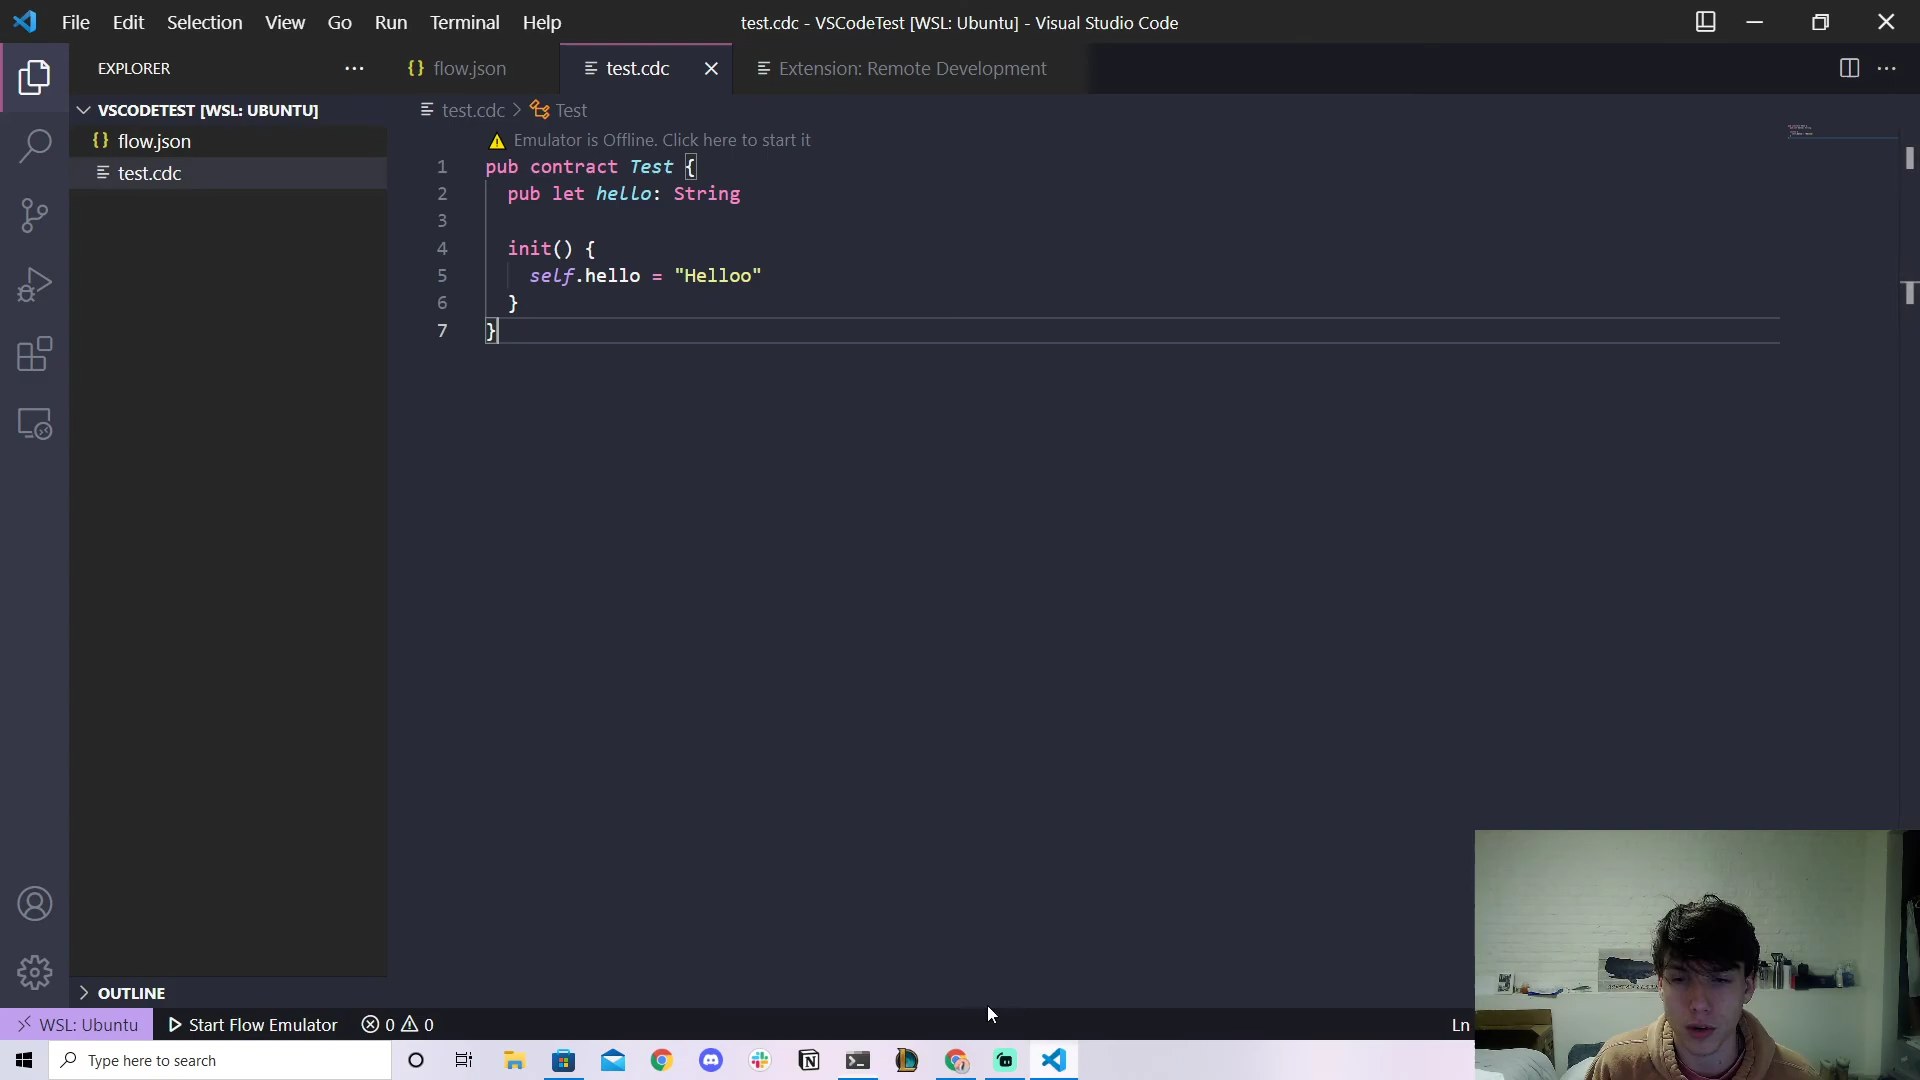 File Edit Selection View Go Run Terminal Help
test.cdc - VSCodeTest [WSL: Ubuntu] - Visual Studio Code
EXPLORER
flow.json
test.cdc
Extension: Remote Development
VSCODETEST [WSL: UBUNTU]
flow.json
test.cdc
test.cdc > Test
Emulator is Offline. Click here to start it
1 pub contract Test {
2 pub let hello: String
3
4 init() {
5 self.hello = "Helloo"
6 }
7 }
OUTLINE
WSL: Ubuntu
Start Flow Emulator
0 0
Ln
Type here to search